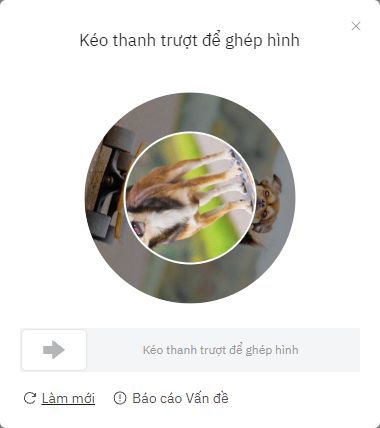 Kéo thanh trượt để ghép hình
Kéo thanh trượt để ghép hình
Làm mới
Báo cáo Vấn đề